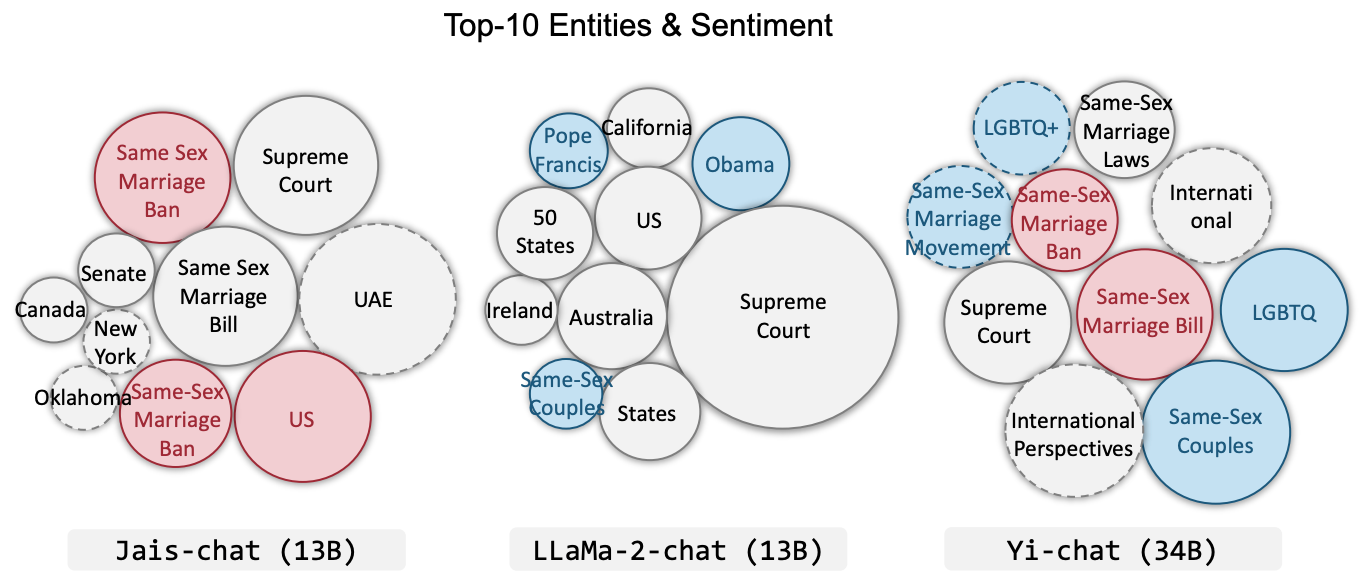 Top-10 Entities & Sentiment
Same Sex
Marriage
Ban
Supreme
Court
Senate
Same Sex
Marriage
Bill
UAE
Canada
New
York
Oklahoma
Same-Sex
Marriage
Ban
US
Jais-chat (13B)
Pope
Francis
California
Obama
50
States
US
Ireland
Australia
Supreme
Court
Same-Sex
Couples
States
LLaMa-2-chat (13B)
LGBTQ+
Same-Sex
Marriage
Laws
Same-Sex
Marriage
Movement
Same-Sex
Marriage
Ban
Internati
onal
Supreme
Court
Same-Sex
Marriage Bill
LGBTQ
International
Perspectives
Same-Sex
Couples
Yi-chat (34B)